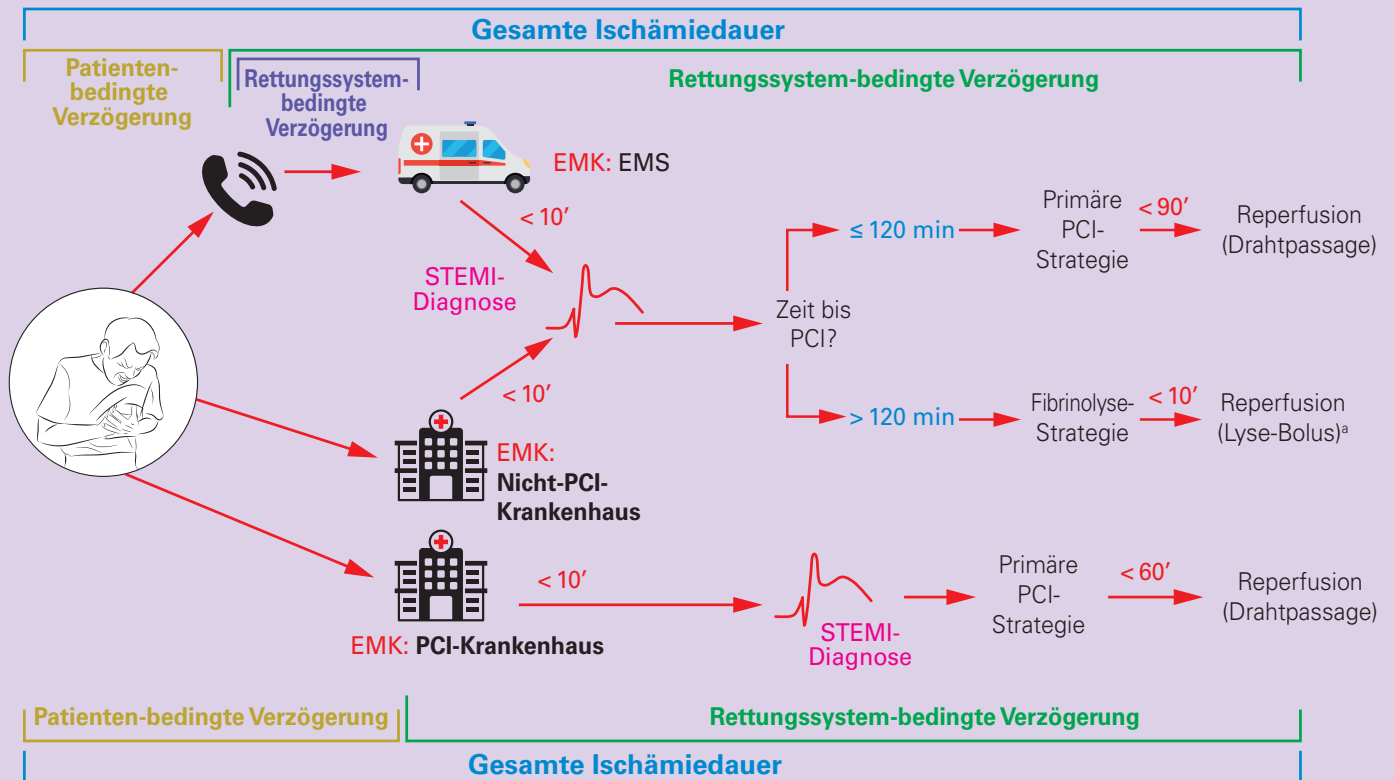 Gesamte Ischämiedauer
Patienten-
bedingte
Verzögerung
Rettungssystem-
bedingte
Verzögerung
Rettungssystem-bedingte Verzögerung
EMK: EMS
< 10′
STEMI-
Diagnose
< 10′
Zeit bis
PCI?
≤ 120 min
Primäre
PCI-
Strategie
< 90′
Reperfusion
(Drahtpassage)
> 120 min
Fibrinolyse-
Strategie
< 10′
Reperfusion
(Lyse-Bolus)ᵃ
EMK:
Nicht-PCI-
Krankenhaus
EMK: PCI-Krankenhaus
< 10′
STEMI-
Diagnose
Primäre
PCI-
Strategie
< 60′
Reperfusion
(Drahtpassage)
Patienten-bedingte Verzögerung
Rettungssystem-bedingte Verzögerung
Gesamte Ischämiedauer